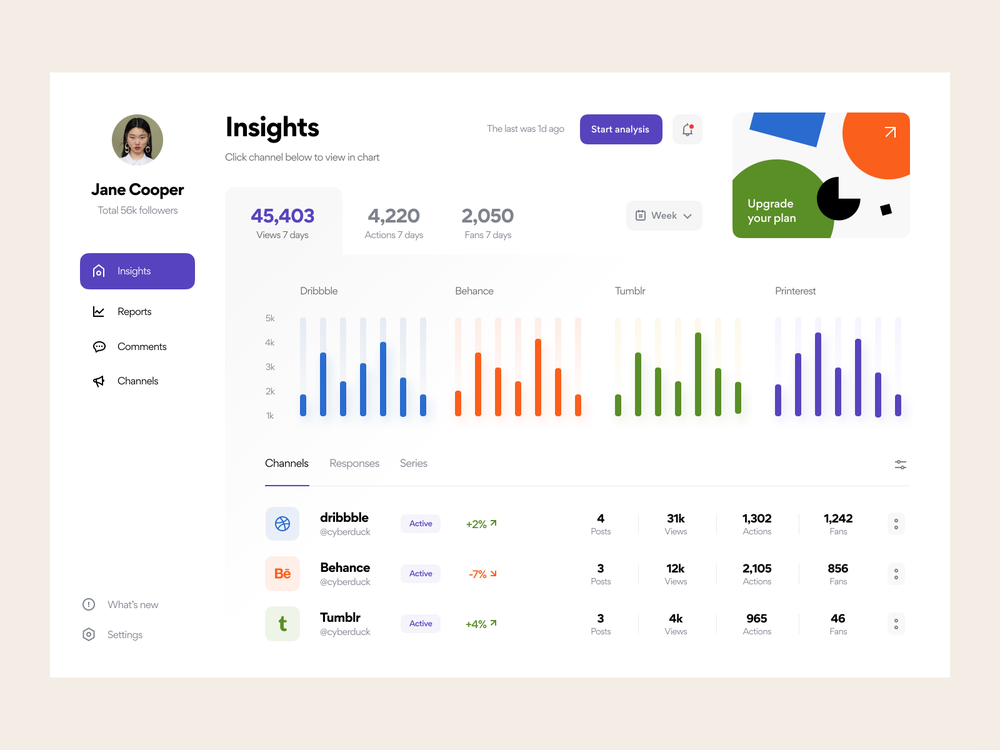 Jane Cooper
Total 56k followers
Insights
Reports
Comments
Channels
What's new
Settings
Insights
Click channel below to view in chart
The last was 1d ago
Start analysis
Upgrade
your plan
45,403
Views 7 days
4,220
Actions 7 days
2,050
Fans 7 days
Week
Dribbble
Behance
Tumblr
Printerest
5k
4k
3k
2k
1k
Channels
Responses
Series
dribbble
@cyberduck
Active
+2%
4
Posts
31k
Views
1,302
Actions
1,242
Fans
Bē
Behance
@cyberduck
Active
-7%
3
Posts
12k
Views
2,105
Actions
856
Fans
t
Tumblr
@cyberduck
Active
+4%
3
Posts
4k
Views
965
Actions
46
Fans